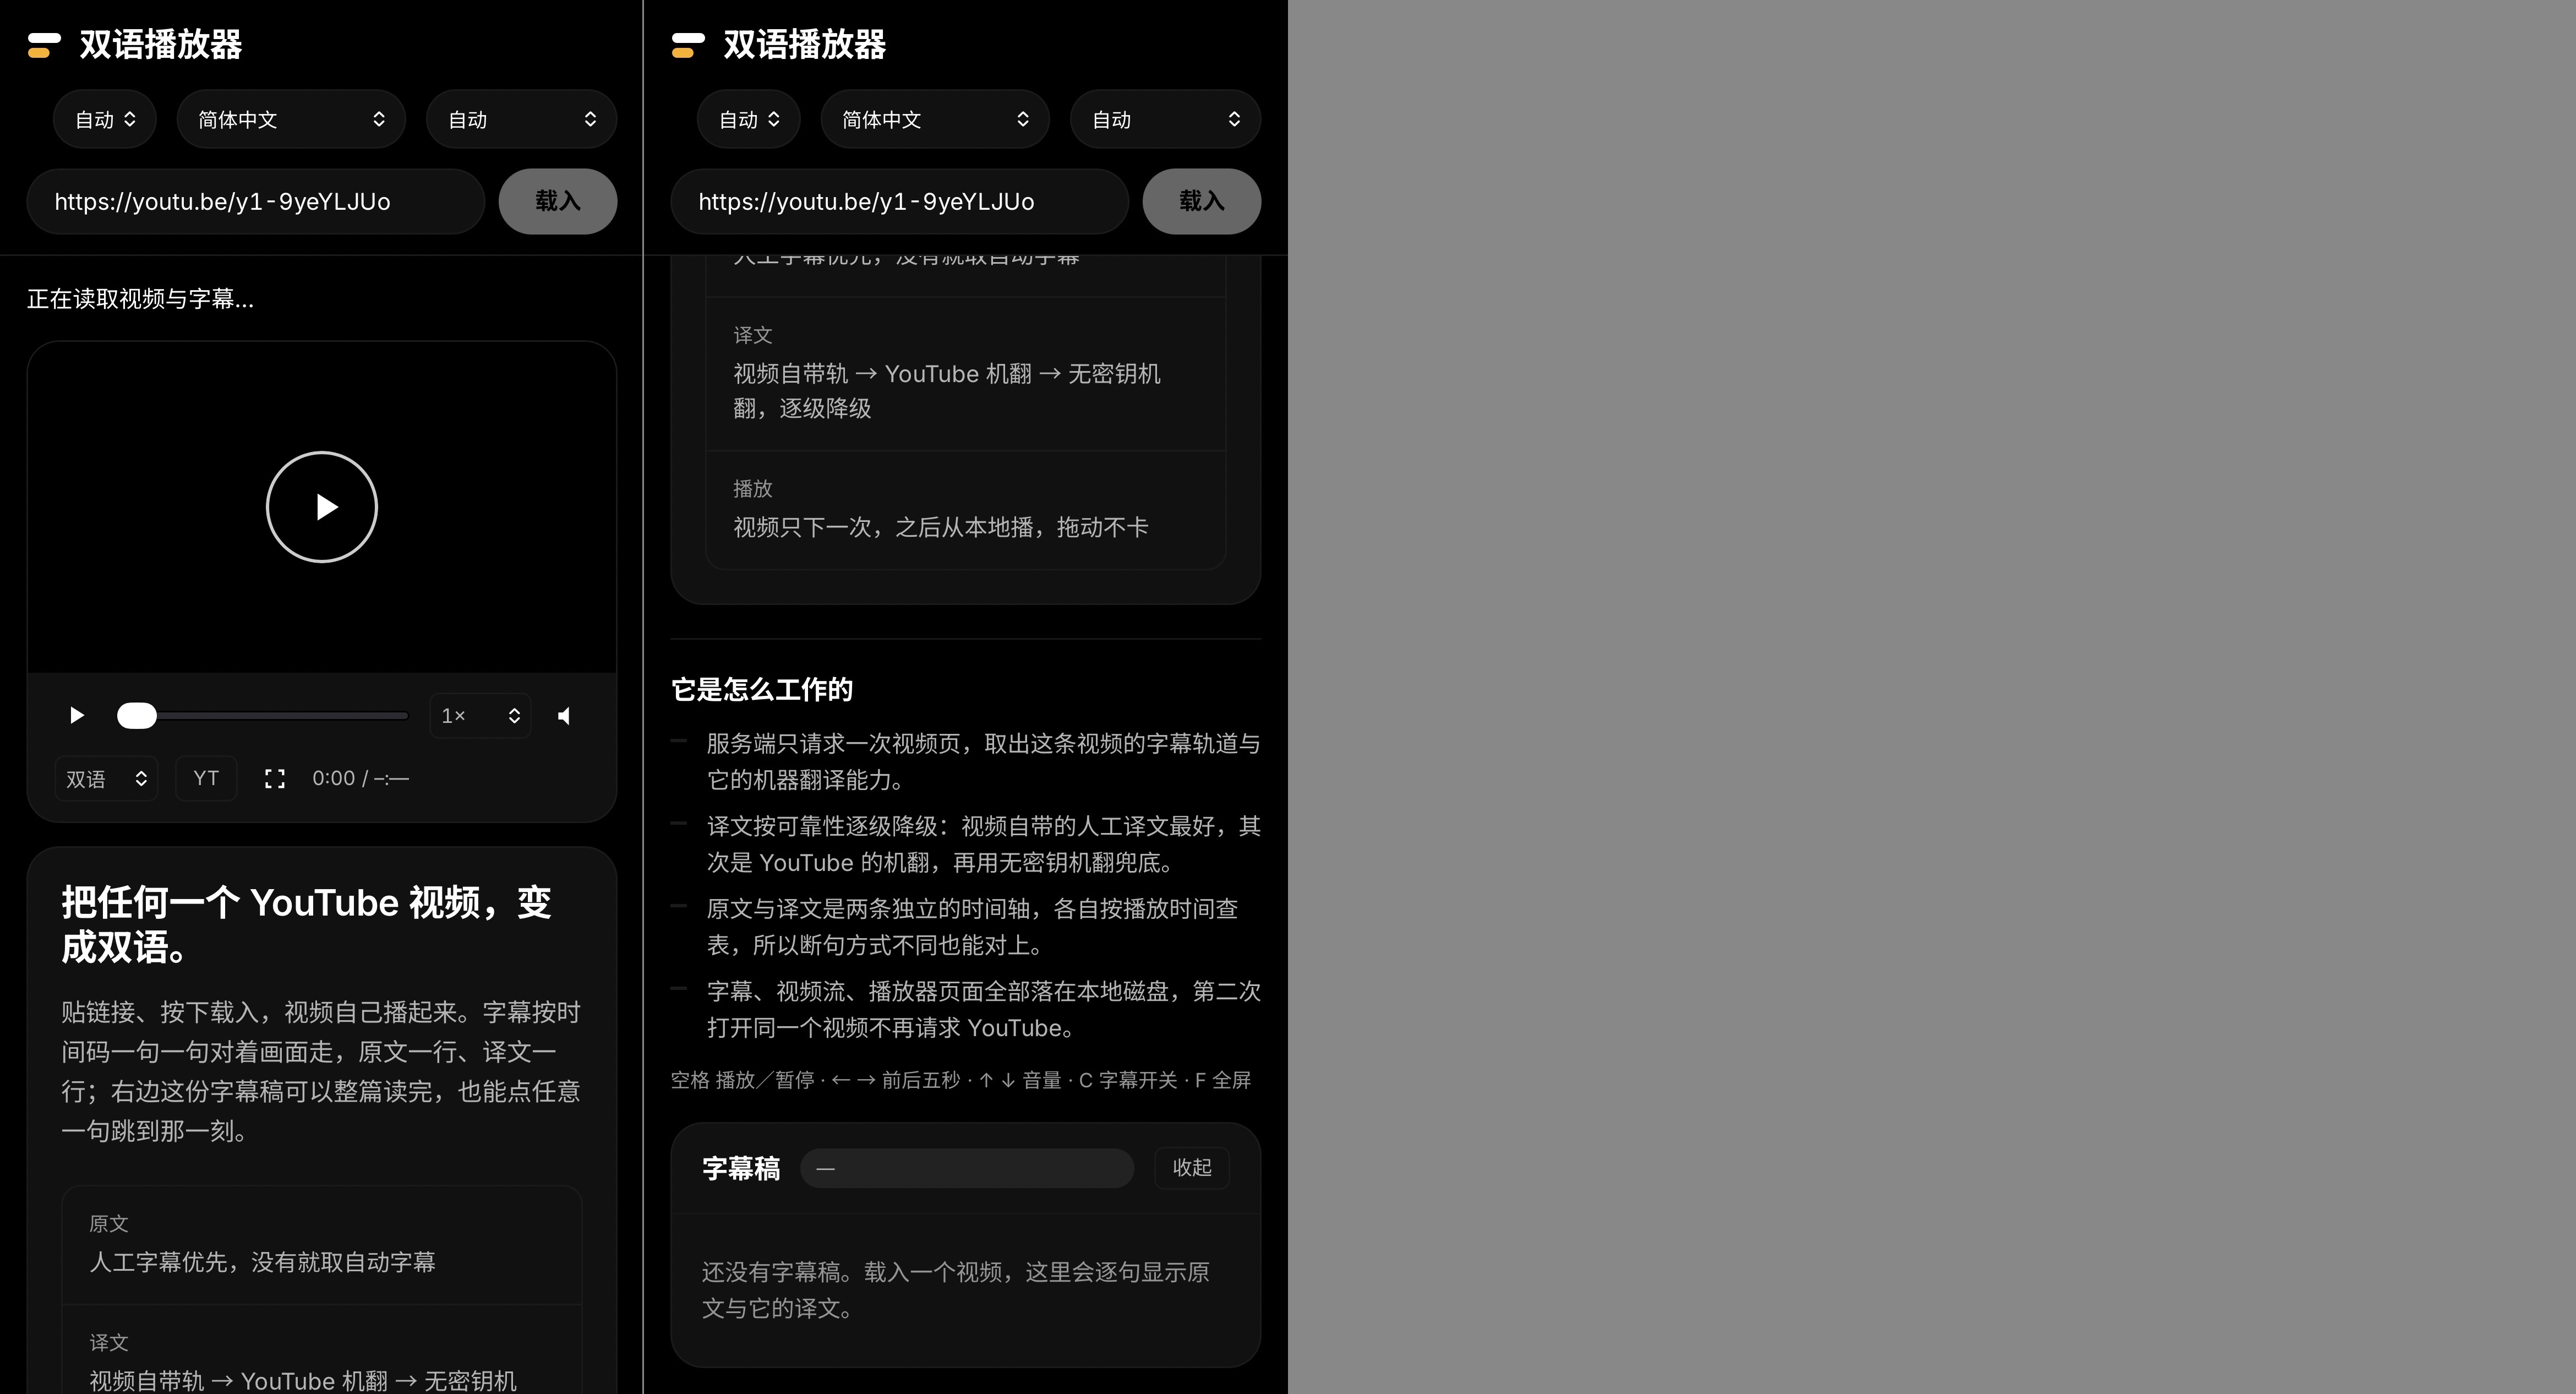 双语播放器
自动 简体中文 自动
https://youtu.be/y1-9yeYLJUo 载入
正在读取视频与字幕...
1×
双语 YT 0:00 / –:––
把任何一个 YouTube 视频，变
成双语。
贴链接、按下载入，视频自己播起来。字幕按时
间码一句一句对着画面走，原文一行、译文一
行；右边这份字幕稿可以整篇读完，也能点任意
一句跳到那一刻。
原文
人工字幕优先，没有就取自动字幕
译文
视频自带轨 → YouTube 机翻 → 无密钥机
双语播放器
自动 简体中文 自动
https://youtu.be/y1-9yeYLJUo 载入
人工字幕优先，没有就取自动字幕
译文
视频自带轨 → YouTube 机翻 → 无密钥机
翻，逐级降级
播放
视频只下一次，之后从本地播，拖动不卡
它是怎么工作的
服务端只请求一次视频页，取出这条视频的字幕轨道与
它的机器翻译能力。
译文按可靠性逐级降级：视频自带的人工译文最好，其
次是 YouTube 的机翻，再用无密钥机翻兜底。
原文与译文是两条独立的时间轴，各自按播放时间查
表，所以断句方式不同也能对上。
字幕、视频流、播放器页面全部落在本地磁盘，第二次
打开同一个视频不再请求 YouTube。
空格 播放／暂停 · ← → 前后五秒 · ↑ ↓ 音量 · C 字幕开关 · F 全屏
字幕稿 — 收起
还没有字幕稿。载入一个视频，这里会逐句显示原
文与它的译文。